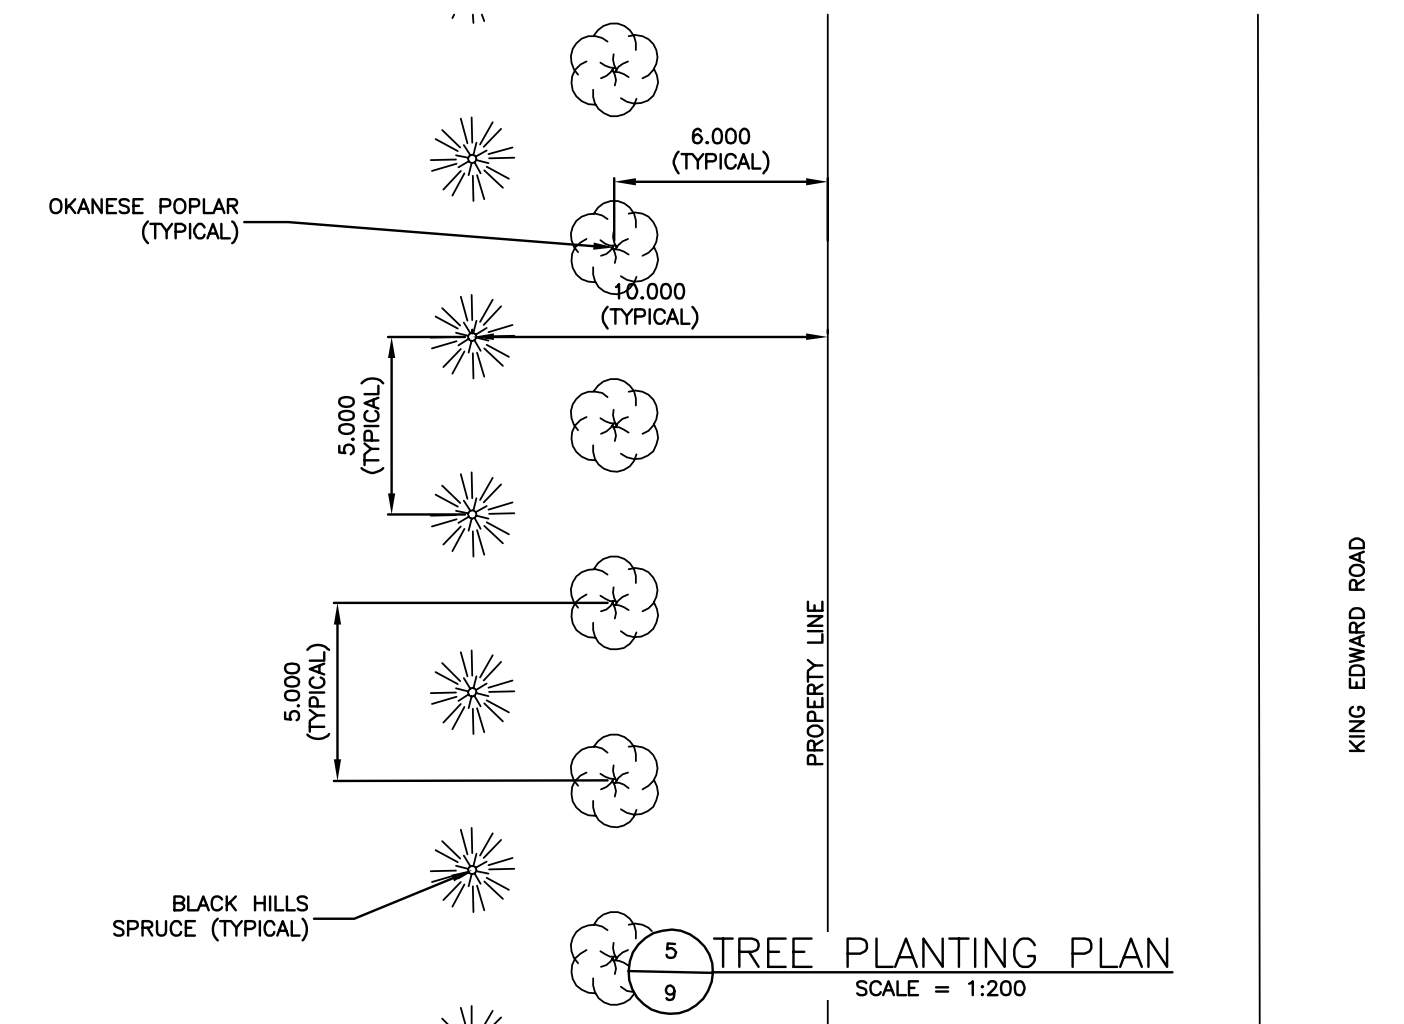 6.000
(TYPICAL)
OKANESE POPLAR
(TYPICAL)
10.000
(TYPICAL)
5.000
(TYPICAL)
KING EDWARD ROAD
PROPERTY LINE
5.000
(TYPICAL)
BLACK HILLS
SPRUCE (TYPICAL)
5
TREE PLANTING PLAN
9
SCALE = 1:200